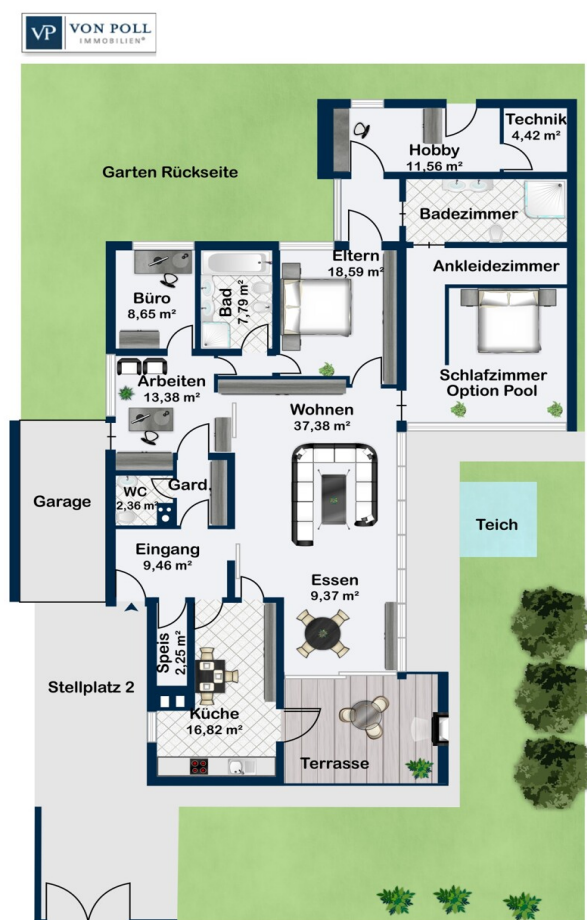 VP VON POLL
IMMOBILIEN®
Technik
4,42 m²
Hobby
11,56 m²
Garten Rückseite
Badezimmer
Eltern
18,59 m²
Ankleidezimmer
Büro
8,65 m²
Bad
7,79 m²
Schlafzimmer
Option Pool
Arbeiten
13,38 m²
Wohnen
37,38 m²
Garage
WC
2,36 m²
Gard.
Teich
Eingang
9,46 m²
Essen
9,37 m²
Speis
2,25 m²
Stellplatz 2
Küche
16,82 m²
Terrasse